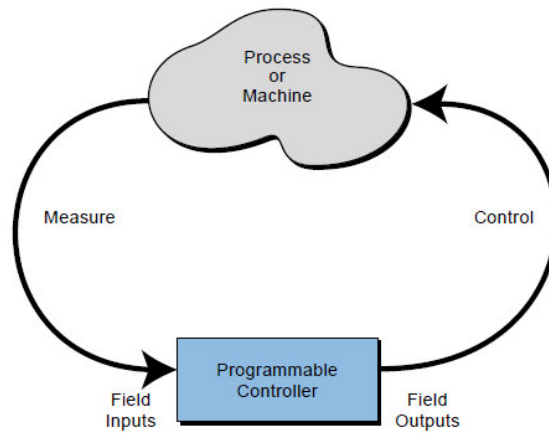 Process
or
Machine
Measure
Control
Programmable
Controller
Field
Inputs
Field
Outputs